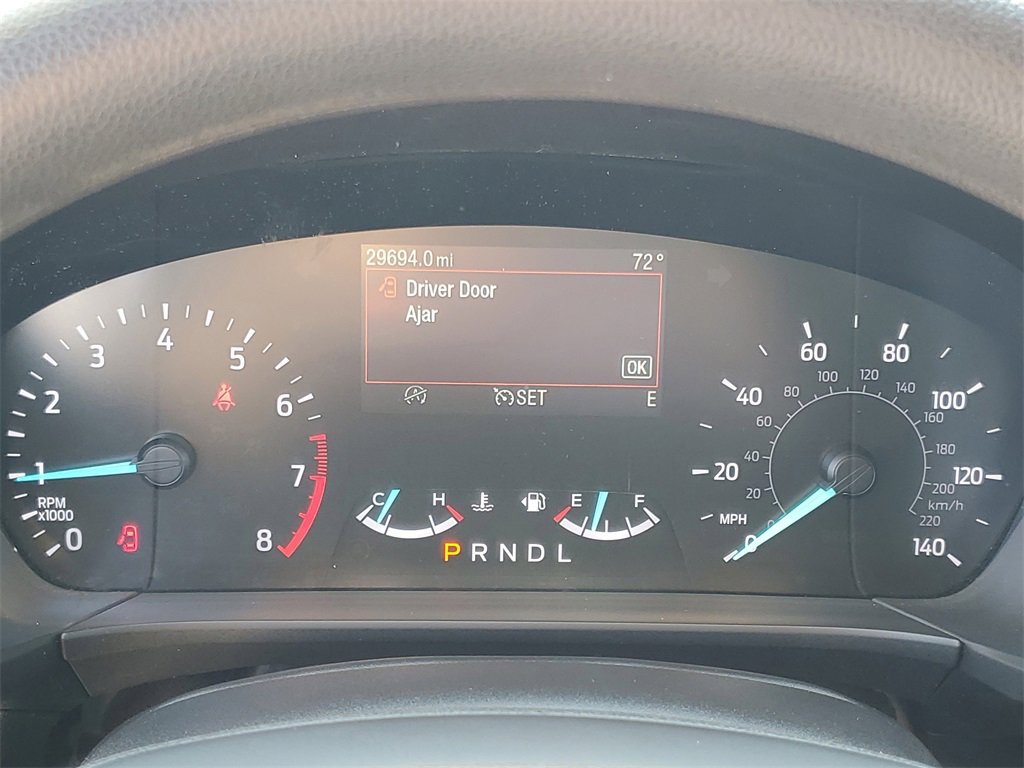 29694.0 mi 72°
Driver Door
Ajar
OK
SET E
0 1 2 3 4 5 6 7 8
RPM
x1000
C H E F
P R N D L
0 20 40 60 80 100 120 140
MPH
0 20 40 60 80 100 120 140 160 180 200 220
km/h